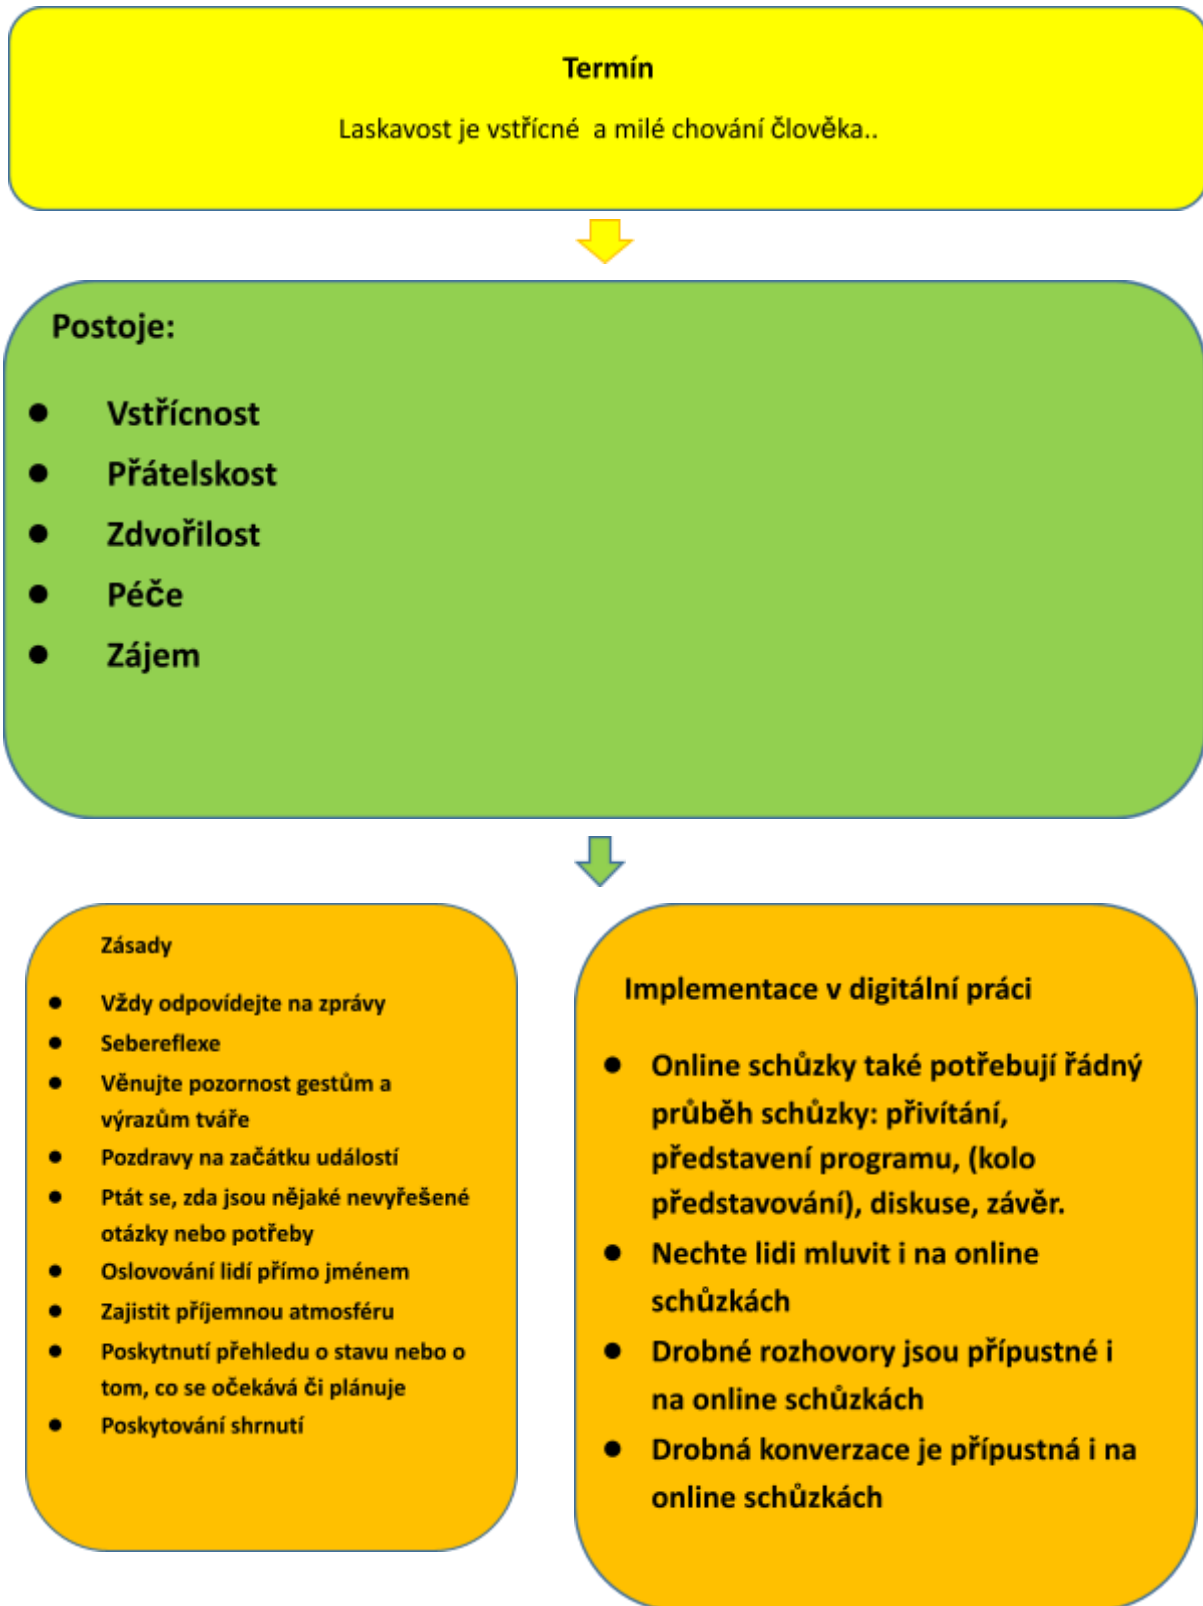 Termín
Laskavost je vstřícné  a milé chování člověka..
Postoje:
● Vstřícnost
● Přátelskost
● Zdvořilost
● Péče
● Zájem
Zásady
● Vždy odpovídejte na zprávy
● Sebereflexe
● Věnujte pozornost gestům a
výrazům tváře
● Pozdravy na začátku událostí
● Ptát se, zda jsou nějaké nevyřešené
otázky nebo potřeby
● Oslovování lidí přímo jménem
● Zajistit příjemnou atmosféru
● Poskytnutí přehledu o stavu nebo o
tom, co se očekává či plánuje
● Poskytování shrnutí
Implementace v digitální práci
● Online schůzky také potřebují řádný
průběh schůzky: přivítání,
představení programu, (kolo
představování), diskuse, závěr.
● Nechte lidi mluvit i na online
schůzkách
● Drobné rozhovory jsou přípustné i
na online schůzkách
● Drobná konverzace je přípustná i na
online schůzkách